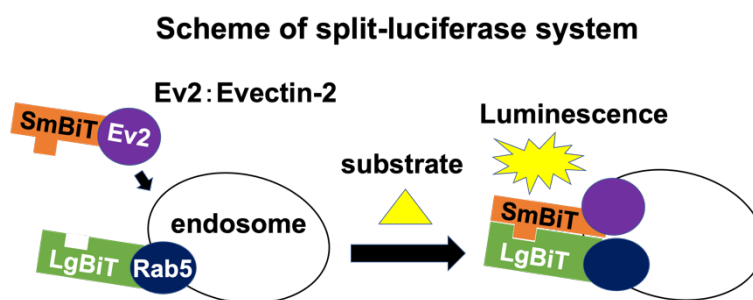 Scheme of split-luciferase system
Ev2：Evectin-2
SmBiT Ev2
Luminescence
substrate
endosome
SmBiT
LgBiT Rab5
LgBiT